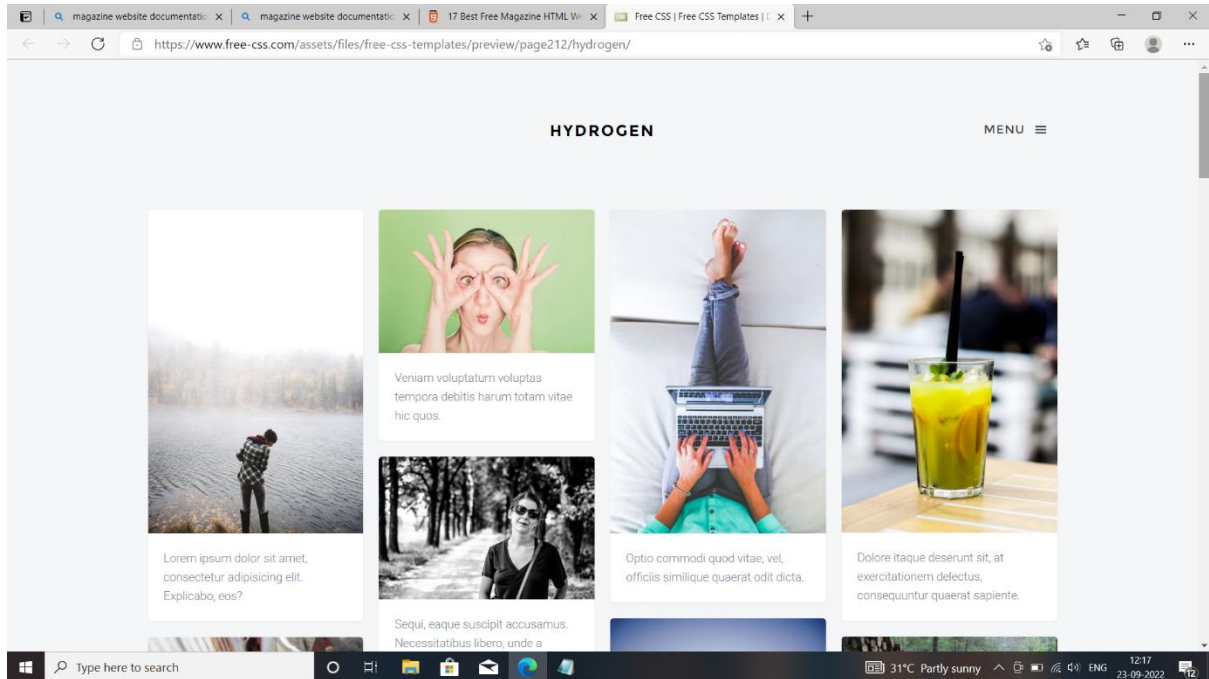 magazine website documentatio
magazine website documentatic
17 Best Free Magazine HTML We
Free CSS | Free CSS Templates |
https://www.free-css.com/assets/files/free-css-templates/preview/page212/hydrogen/
HYDROGEN
MENU
Lorem ipsum dolor sit amet,
consectetur adipisicing elit.
Explicabo, eos?
Veniam voluptatum voluptas
tempora debitis harum totam vitae
hic quos.
Sequi, eaque suscipit accusamus.
Necessitatibus libero, unde a
Optio commodi quod vitae, vel,
officiis similique quaerat odit dicta.
Dolore itaque deserunt sit, at
exercitationem delectus,
consequuntur quaerat sapiente.
Type here to search
31°C Partly sunny
ENG
12:17
23-09-2022
12